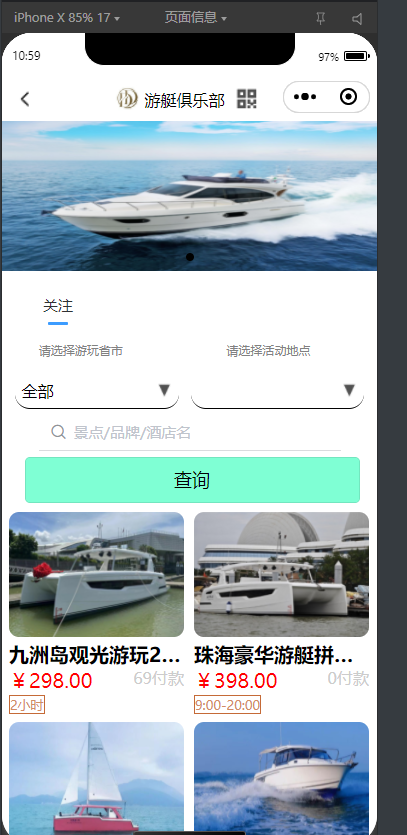 iPhone X 85% 17
页面信息
10:59
97%
游艇俱乐部
关注
请选择游玩省市
请选择活动地点
全部
景点/品牌/酒店名
查询
九洲岛观光游玩2...
珠海豪华游艇拼...
￥298.00
69付款
￥398.00
0付款
2小时
9:00-20:00